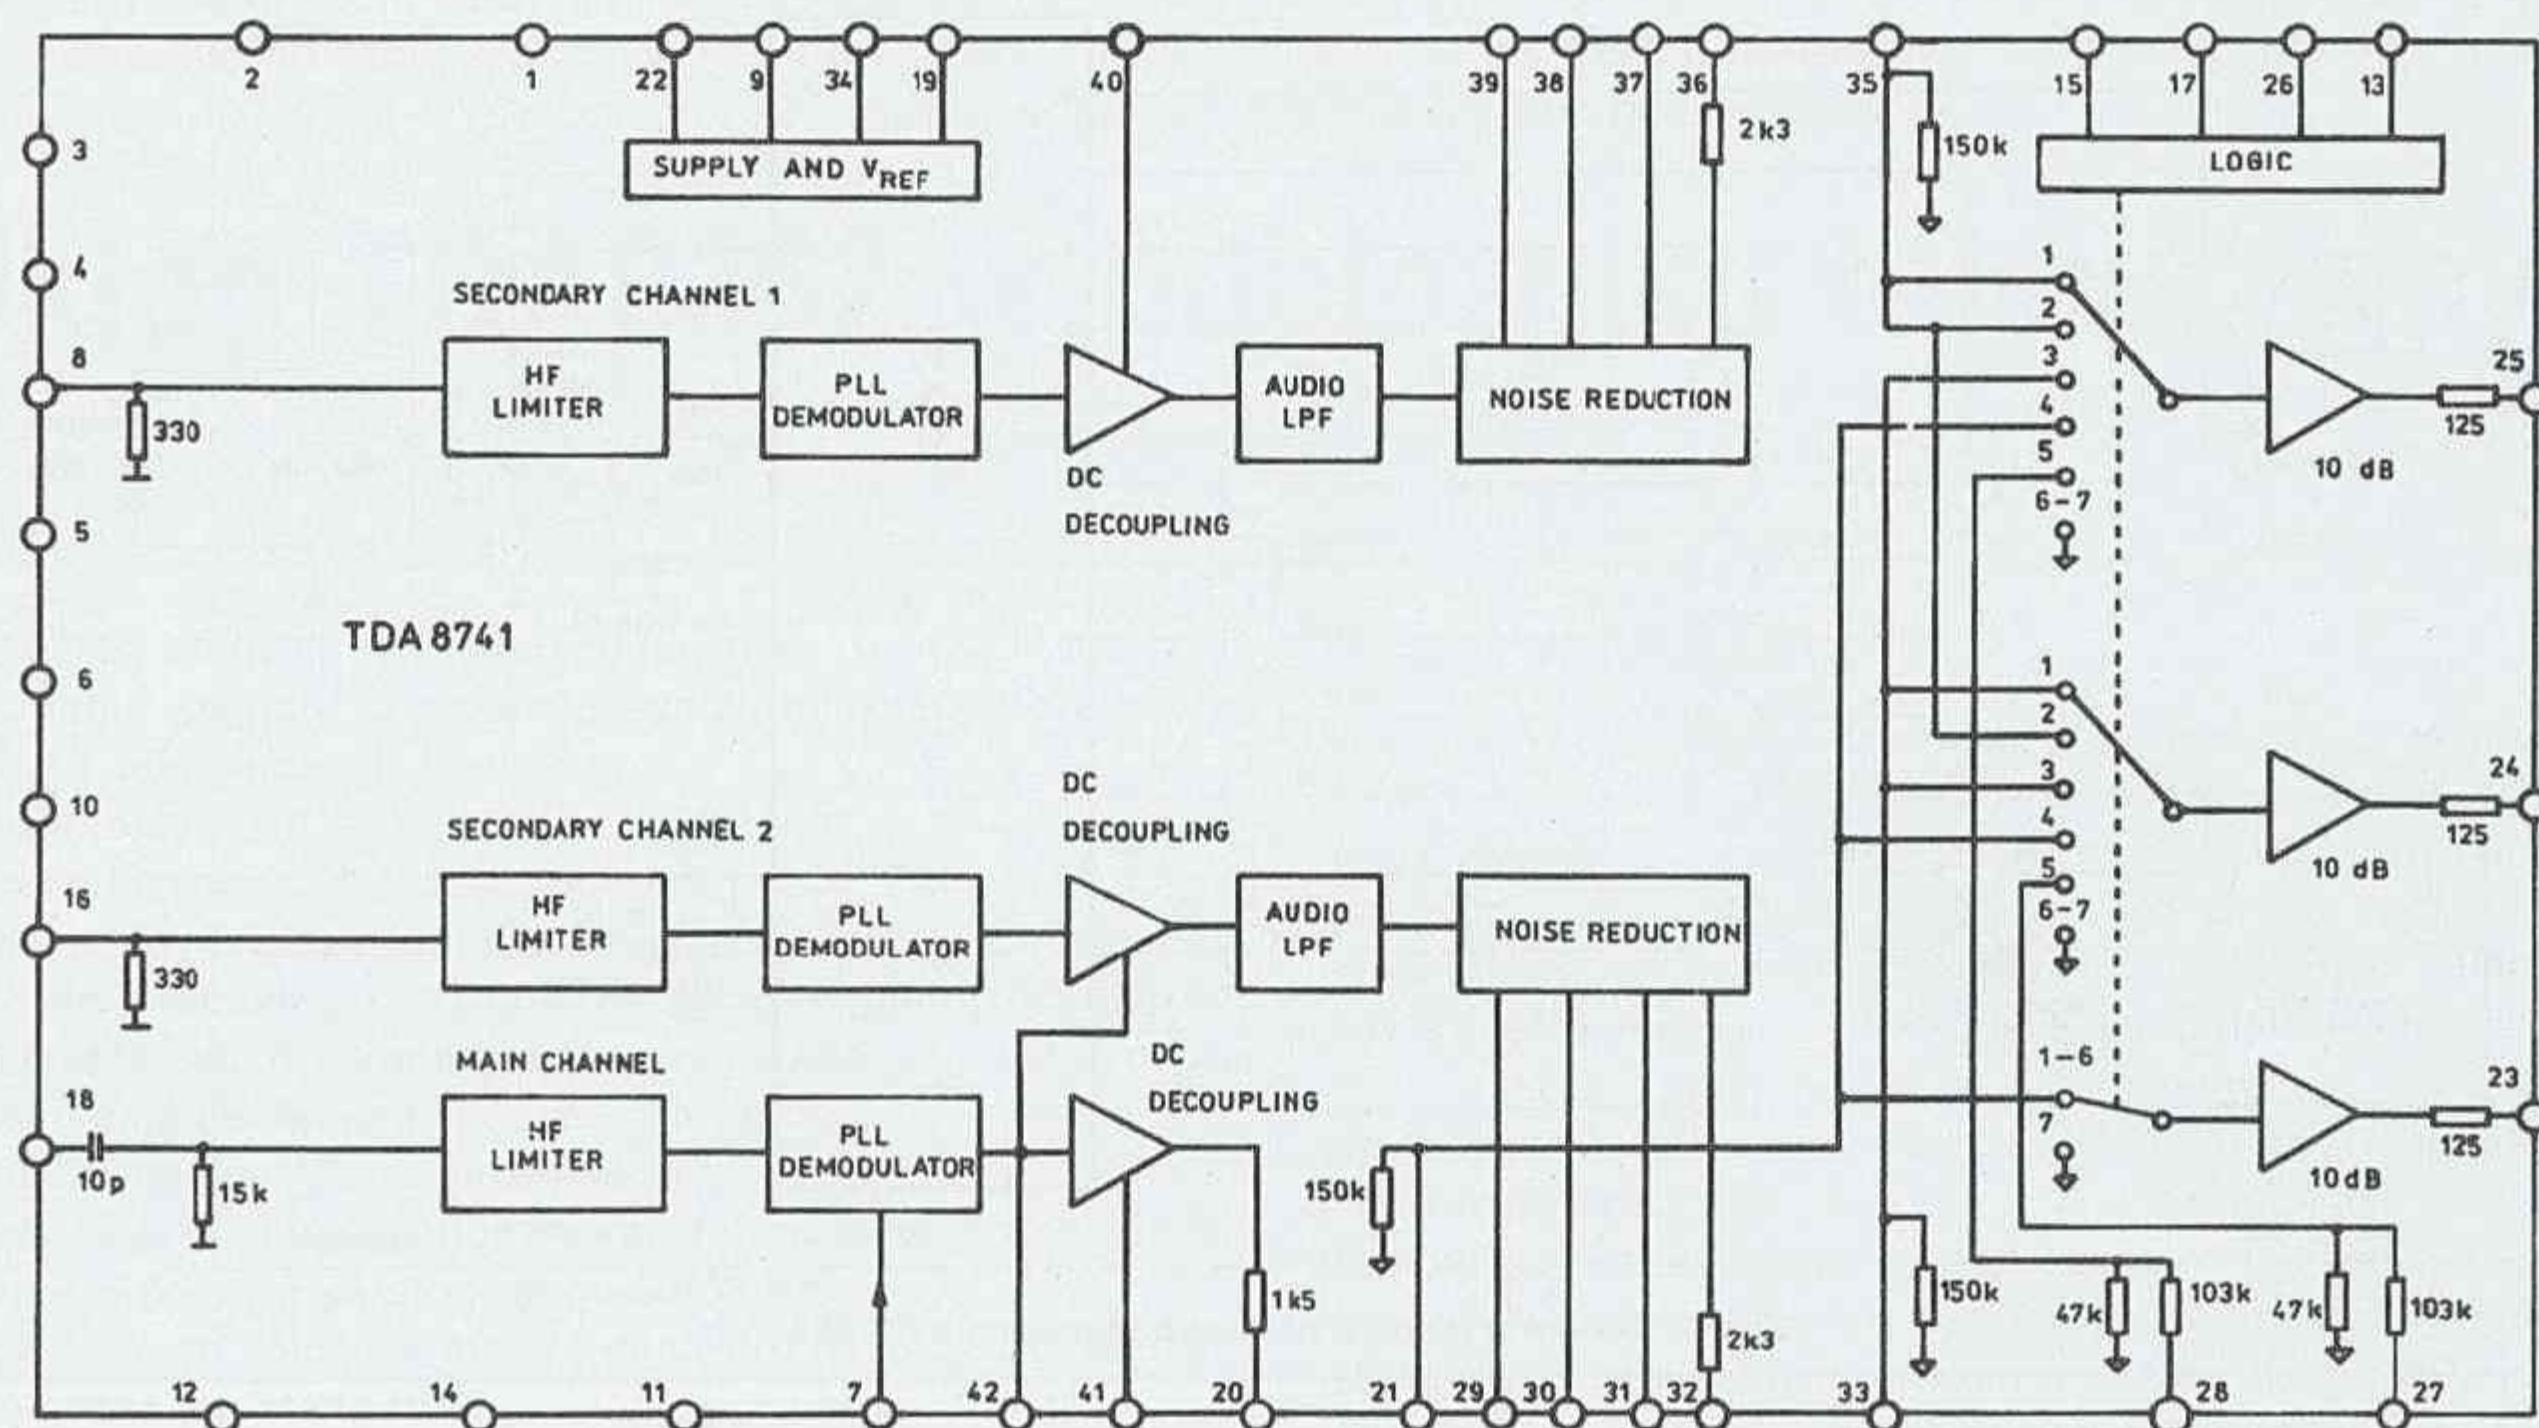 2 1 22 9 34 19 40 39 38 37 36 35 15 17 26 13
3
2k3
150k
SUPPLY AND VREF
LOGIC
4
SECONDARY CHANNEL 1
1
2
3
4
5
6-7
8
330
HF
LIMITER
PLL
DEMODULATOR
DC
DECOUPLING
AUDIO
LPF
NOISE REDUCTION
10 dB
25
125
5
TDA8741
6
10
1
2
3
4
5
6-7
SECONDARY CHANNEL 2
DC
DECOUPLING
16
330
HF
LIMITER
PLL
DEMODULATOR
AUDIO
LPF
NOISE REDUCTION
10 dB
24
125
MAIN CHANNEL
DC
DECOUPLING
1-6
7
18
10p
15k
HF
LIMITER
PLL
DEMODULATOR
150k
10dB
23
125
1k5
2k3
150k
47k
103k
47k
103k
12 14 11 7 42 41 20 21 29 30 31 32 33 28 27